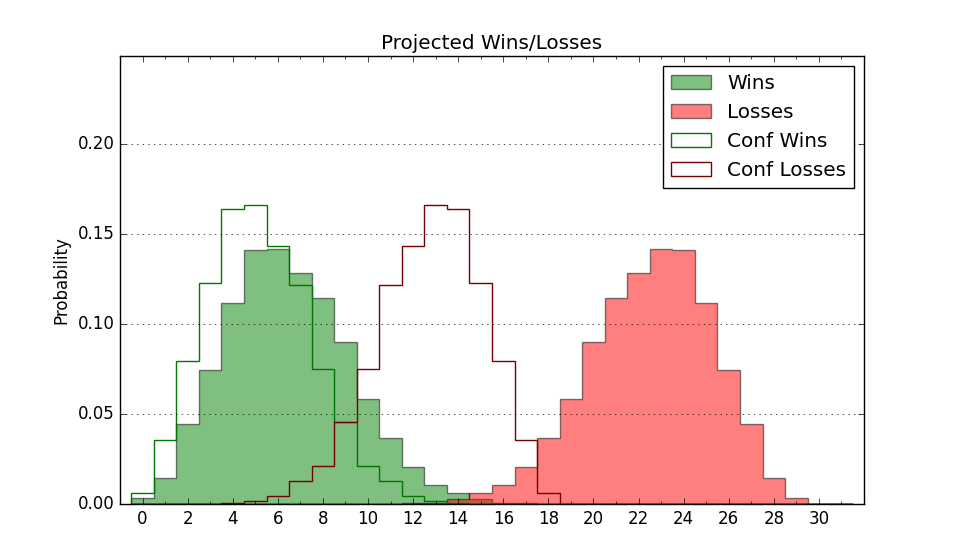 Projected Wins/Losses
Wins
Losses
Conf Wins
Conf Losses
Probability
0.20
0.15
0.10
0.05
0.00
0 2 4 6 8 10 12 14 16 18 20 22 24 26 28 30